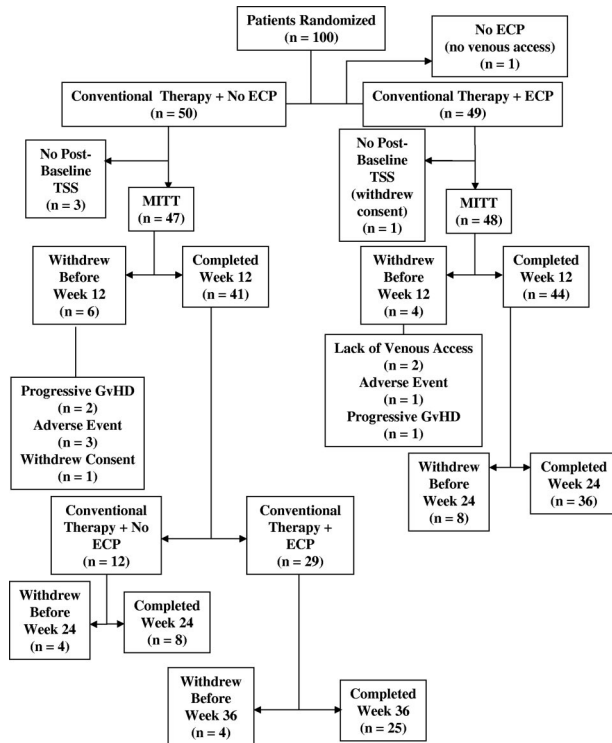 Patients Randomized
(n = 100)
No ECP
(no venous access)
(n = 1)
Conventional Therapy + No ECP
(n = 50)
Conventional Therapy + ECP
(n = 49)
No Post-
Baseline
TSS
(n = 3)
MITT
(n = 47)
No Post-
Baseline
TSS
(withdrew
consent)
(n = 1)
MITT
(n = 48)
Withdrew
Before
Week 12
(n = 6)
Completed
Week 12
(n = 41)
Withdrew
Before
Week 12
(n = 4)
Completed
Week 12
(n = 44)
Progressive GvHD
(n = 2)
Adverse Event
(n = 3)
Withdrew Consent
(n = 1)
Lack of Venous Access
(n = 2)
Adverse Event
(n = 1)
Progressive GvHD
(n = 1)
Withdrew
Before
Week 24
(n = 8)
Completed
Week 24
(n = 36)
Conventional
Therapy + No
ECP
(n = 12)
Conventional
Therapy +
ECP
(n = 29)
Withdrew
Before
Week 24
(n = 4)
Completed
Week 24
(n = 8)
Withdrew
Before
Week 36
(n = 4)
Completed
Week 36
(n = 25)